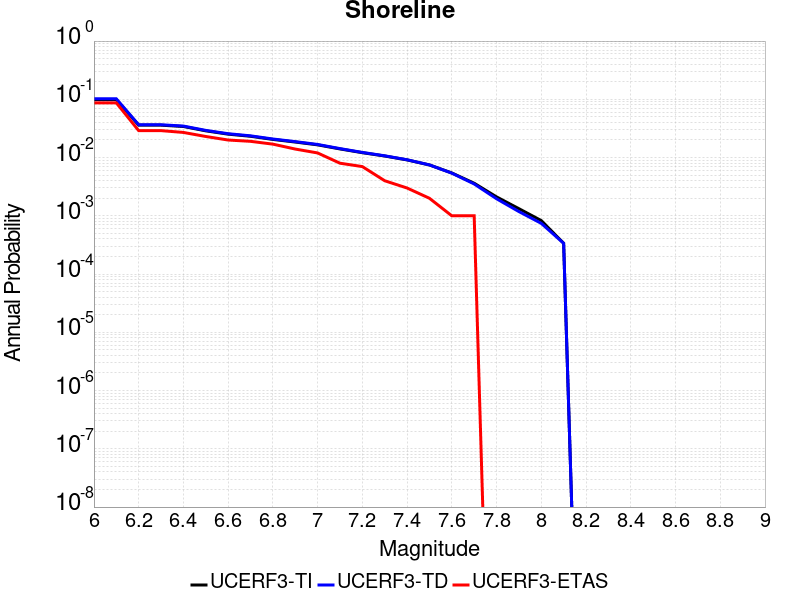 Shoreline
10^0
10^-1
10^-2
10^-3
10^-4
10^-5
10^-6
10^-7
10^-8
Annual Probability
6 6.2 6.4 6.6 6.8 7 7.2 7.4 7.6 7.8 8 8.2 8.4 8.6 8.8 9
Magnitude
UCERF3-TI UCERF3-TD UCERF3-ETAS